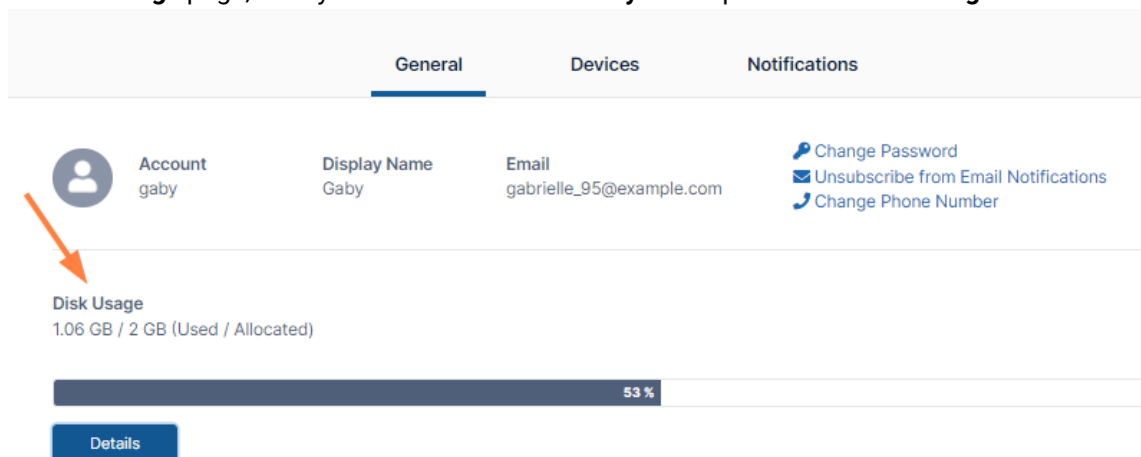 General Devices Notifications
Account Display Name Email
gaby Gaby gabrielle_95@example.com
Change Password
Unsubscribe from Email Notifications
Change Phone Number
Disk Usage
1.06 GB / 2 GB (Used / Allocated)
53 %
Details